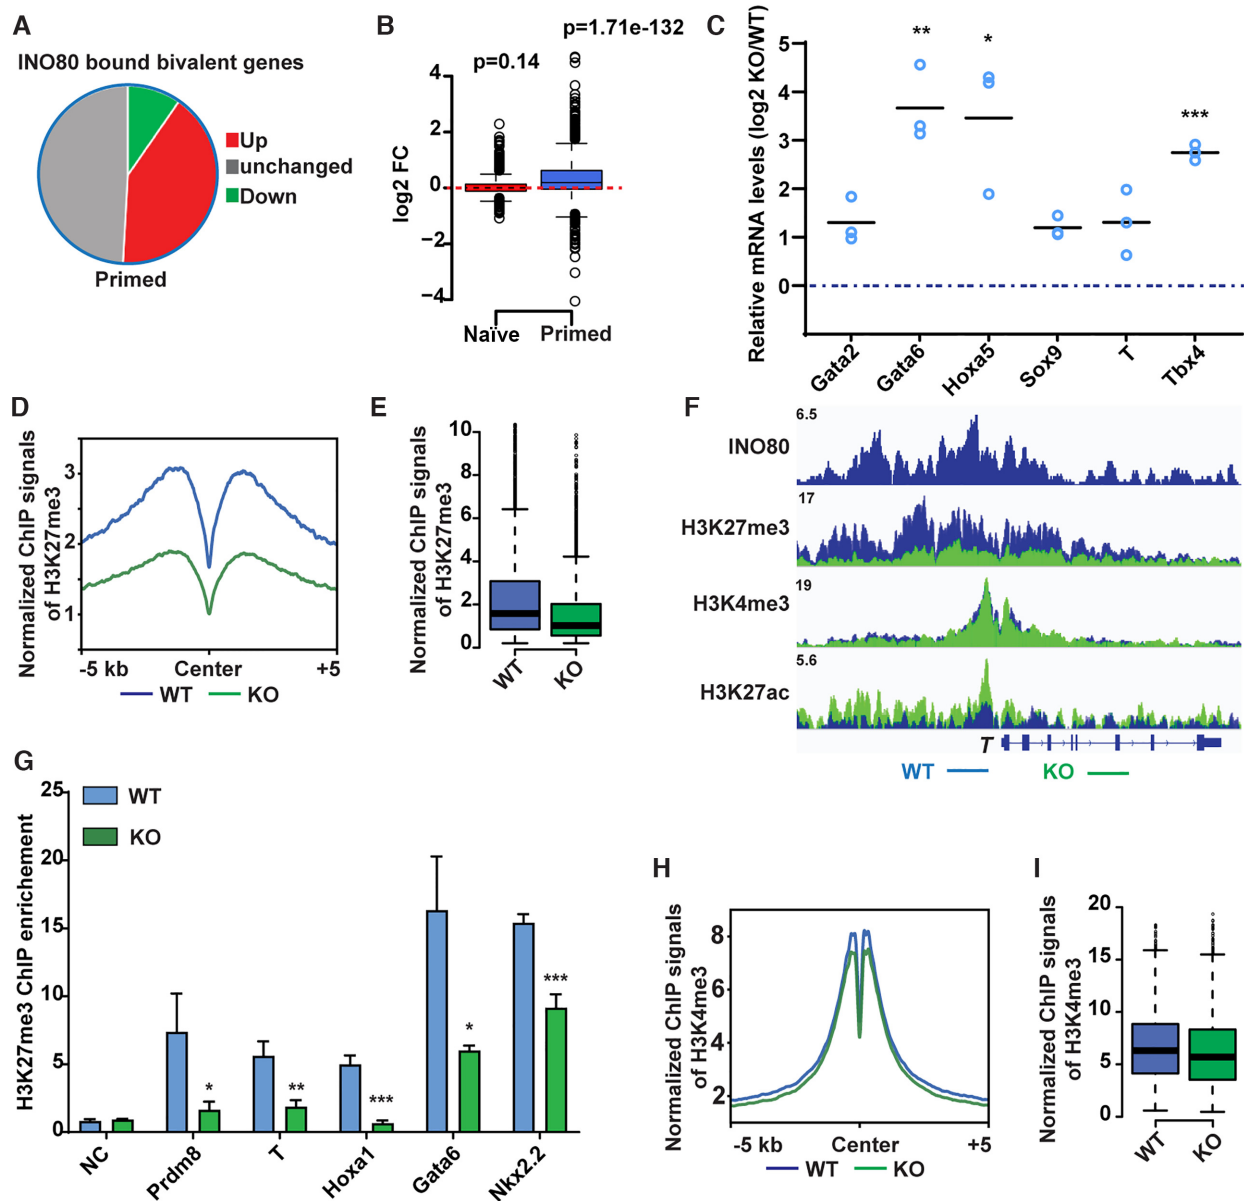 A
INO80 bound bivalent genes
Up
unchanged
Down
Primed
B
p=1.71e-132
p=0.14
log2 FC
4
2
0
−2
−4
Naïve
Primed
C
Relative mRNA levels (log2 KO/WT)
5
4
3
2
1
0
**
*
***
Gata2
Gata6
Hoxa5
Sox9
T
Tbx4
D
Normalized ChIP signals
of H3K27me3
3
2
1
-5 kb
Center
+5
WT
KO
E
Normalized ChIP signals
of H3K27me3
10
8
6
4
2
0
WT
KO
F
6.5
INO80
17
H3K27me3
19
H3K4me3
5.6
H3K27ac
T
WT
KO
G
H3K27me3 ChIP enrichement
25
20
15
10
5
0
WT
KO
*
**
***
*
***
NC
Prdm8
T
Hoxa1
Gata6
Nkx2.2
H
Normalized ChIP signals
of H3K4me3
8
6
4
2
-5 kb
Center
+5
WT
KO
I
Normalized ChIP signals
of H3K4me3
20
15
10
5
0
WT
KO